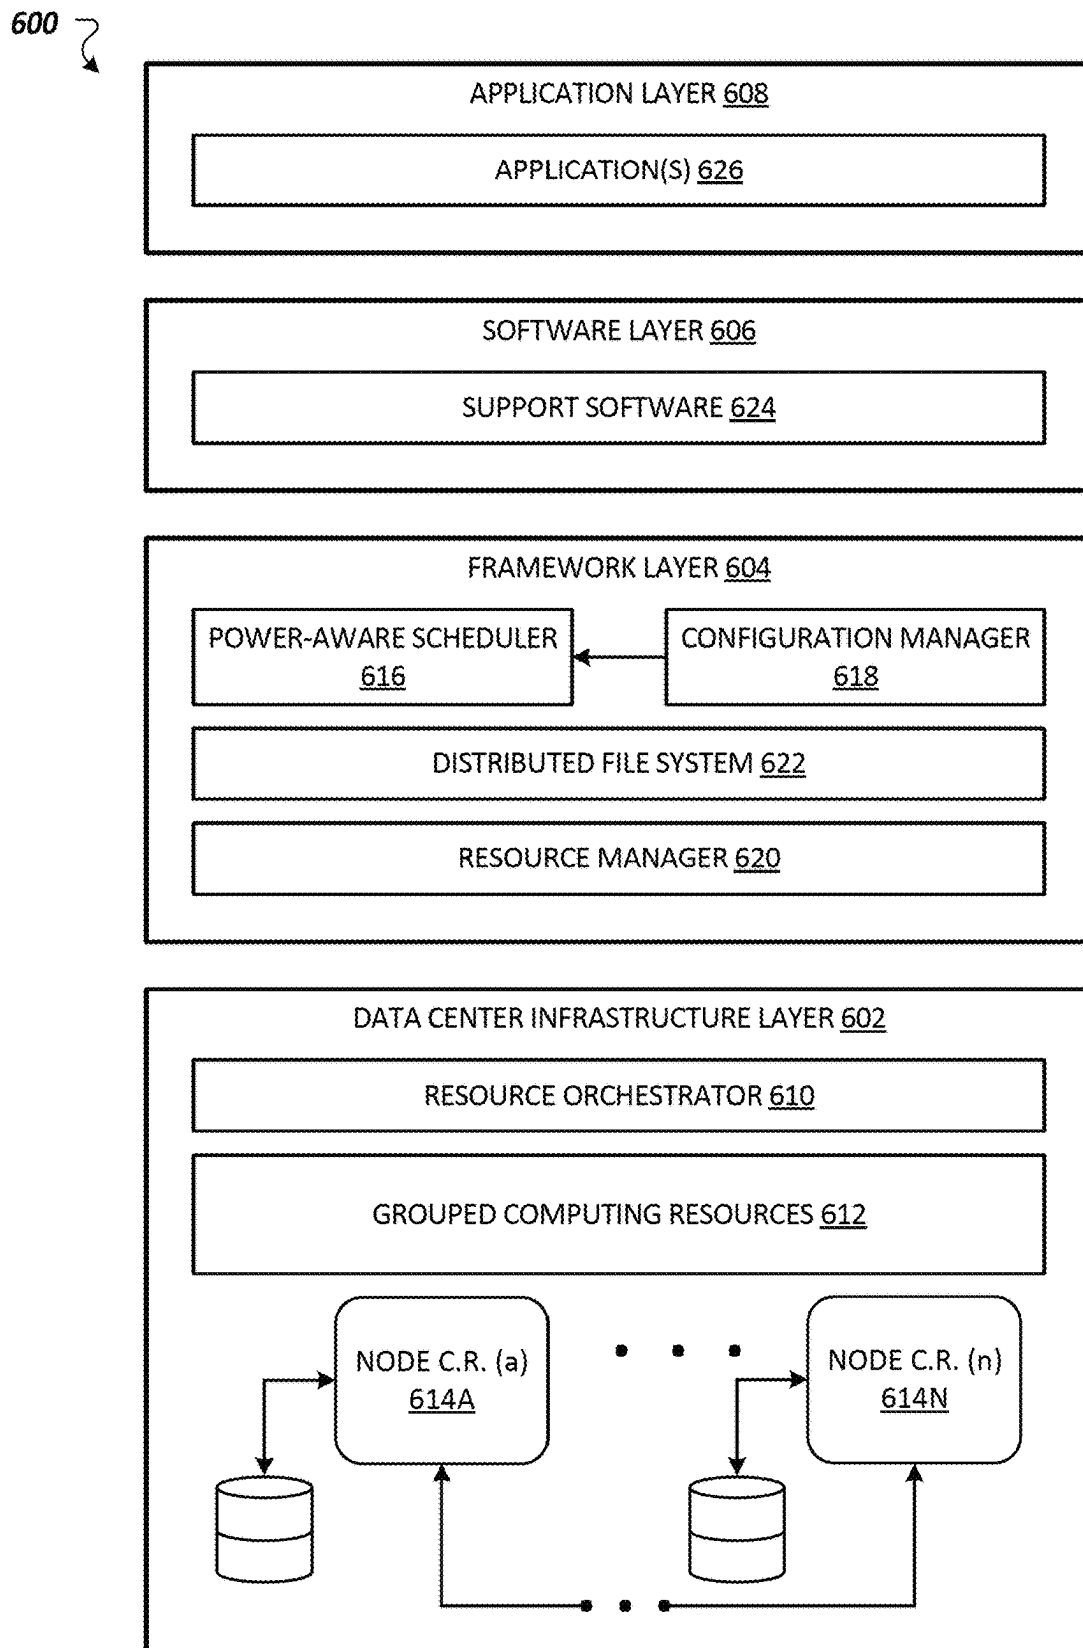 600
APPLICATION LAYER 608
APPLICATION(S) 626
SOFTWARE LAYER 606
SUPPORT SOFTWARE 624
FRAMEWORK LAYER 604
POWER-AWARE SCHEDULER
616
CONFIGURATION MANAGER
618
DISTRIBUTED FILE SYSTEM 622
RESOURCE MANAGER 620
DATA CENTER INFRASTRUCTURE LAYER 602
RESOURCE ORCHESTRATOR 610
GROUPED COMPUTING RESOURCES 612
NODE C.R. (a)
614A
NODE C.R. (n)
614N